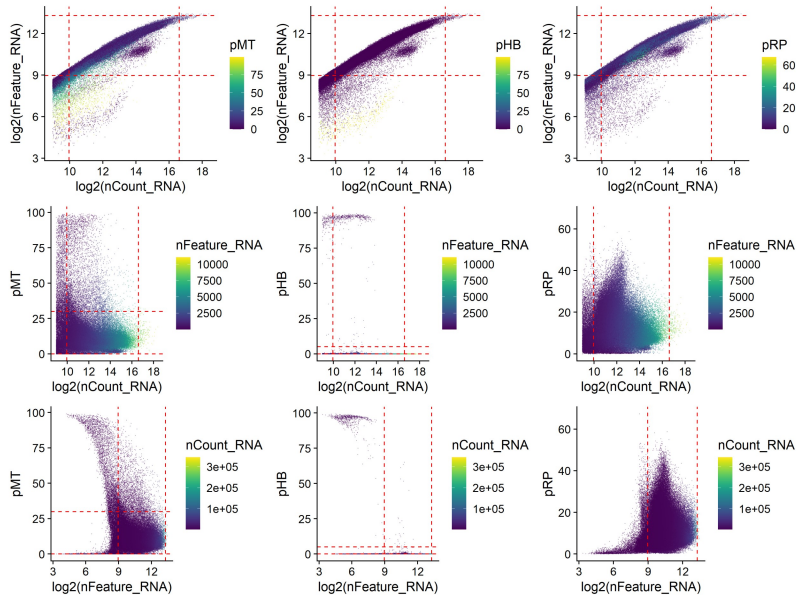 12
9
6
3
log2(nFeature_RNA)
10 12 14 16 18
log2(nCount_RNA)
pMT
75
50
25
0
12
9
6
3
log2(nFeature_RNA)
10 12 14 16 18
log2(nCount_RNA)
pHB
75
50
25
0
12
9
6
3
log2(nFeature_RNA)
10 12 14 16 18
log2(nCount_RNA)
pRP
60
40
20
0
100
75
50
25
0
pMT
10 12 14 16 18
log2(nCount_RNA)
nFeature_RNA
10000
7500
5000
2500
100
75
50
25
0
pHB
10 12 14 16 18
log2(nCount_RNA)
nFeature_RNA
10000
7500
5000
2500
60
40
20
0
pRP
10 12 14 16 18
log2(nCount_RNA)
nFeature_RNA
10000
7500
5000
2500
100
75
50
25
0
pMT
3 6 9 12
log2(nFeature_RNA)
nCount_RNA
3e+05
2e+05
1e+05
100
75
50
25
0
pHB
3 6 9 12
log2(nFeature_RNA)
nCount_RNA
3e+05
2e+05
1e+05
60
40
20
0
pRP
3 6 9 12
log2(nFeature_RNA)
nCount_RNA
3e+05
2e+05
1e+05